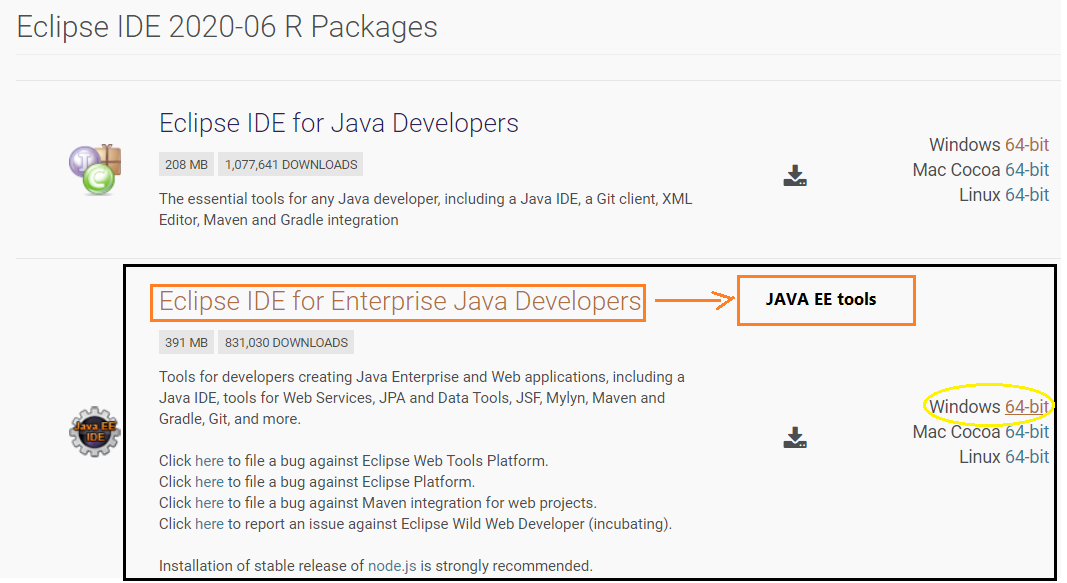 Eclipse IDE 2020-06 R Packages
Eclipse IDE for Java Developers
208 MB 1,077,641 DOWNLOADS
The essential tools for any Java developer, including a Java IDE, a Git client, XML
Editor, Maven and Gradle integration
Windows 64-bit
Mac Cocoa 64-bit
Linux 64-bit
Eclipse IDE for Enterprise Java Developers
JAVA EE tools
391 MB 831,030 DOWNLOADS
Tools for developers creating Java Enterprise and Web applications, including a
Java IDE, tools for Web Services, JPA and Data Tools, JSF, Mylyn, Maven and
Gradle, Git, and more.
Java EE
IDE
Click here to file a bug against Eclipse Web Tools Platform.
Click here to file a bug against Eclipse Platform.
Click here to file a bug against Maven integration for web projects.
Click here to report an issue against Eclipse Wild Web Developer (incubating).
Installation of stable release of node.js is strongly recommended.
Windows 64-bit
Mac Cocoa 64-bit
Linux 64-bit